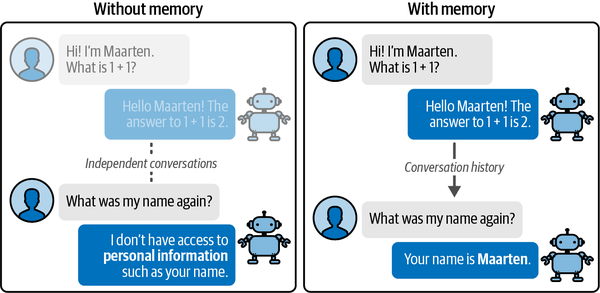 Without memory
Hi! I'm Maarten.
What is 1 + 1?
Hello Maarten! The
answer to 1 + 1 is 2.
Independent conversations
What was my name again?
I don't have access to
personal information
such as your name.
With memory
Hi! I'm Maarten.
What is 1 + 1?
Hello Maarten! The
answer to 1 + 1 is 2.
Conversation history
What was my name again?
Your name is Maarten.